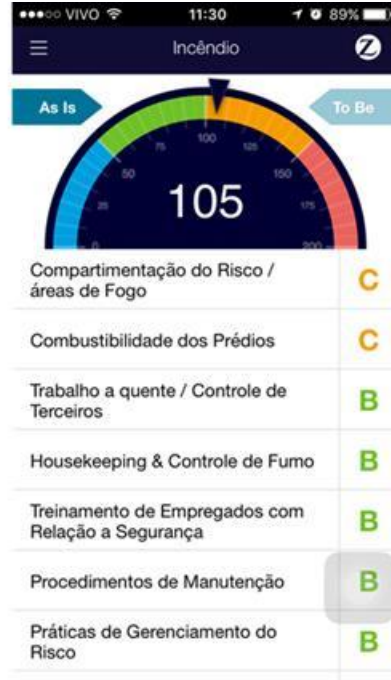 VIVO 11:30 89%
Incêndio
As Is
To Be
0 25 50 75 100 125 150 175 200
105
Compartimentação do Risco /
áreas de Fogo
C
Combustibilidade dos Prédios
C
Trabalho a quente / Controle de
Terceiros
B
Housekeeping & Controle de Fumo
B
Treinamento de Empregados com
Relação a Segurança
B
Procedimentos de Manutenção
B
Práticas de Gerenciamento do
Risco
B